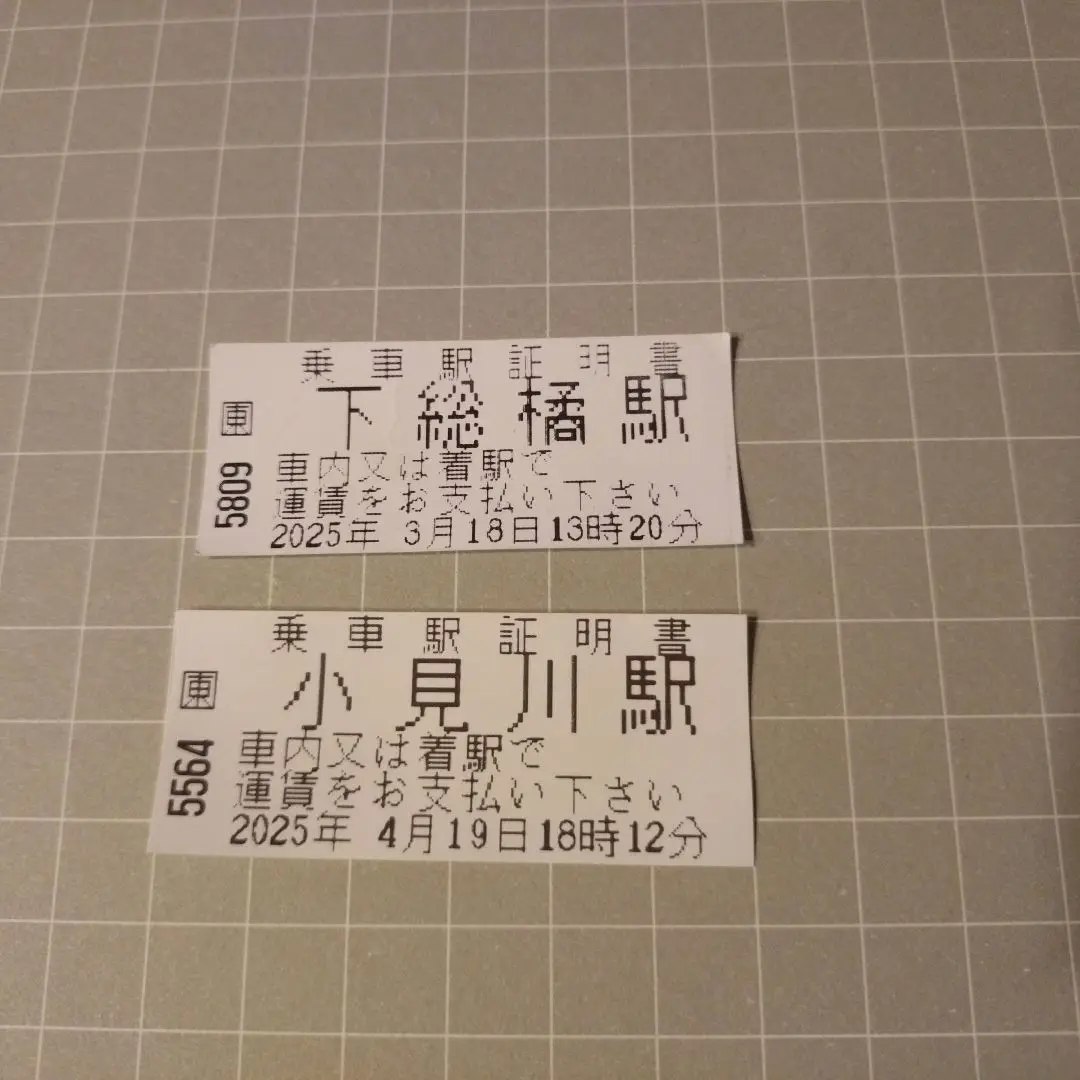 乗車駅証明書
下総橘駅
車内又は着駅で
運賃をお支払い下さい
2025年 3月18日13時20分
東
5809
乗車駅証明書
小見川駅
車内又は着駅で
運賃をお支払い下さい
2025年 4月19日18時12分
東
5564